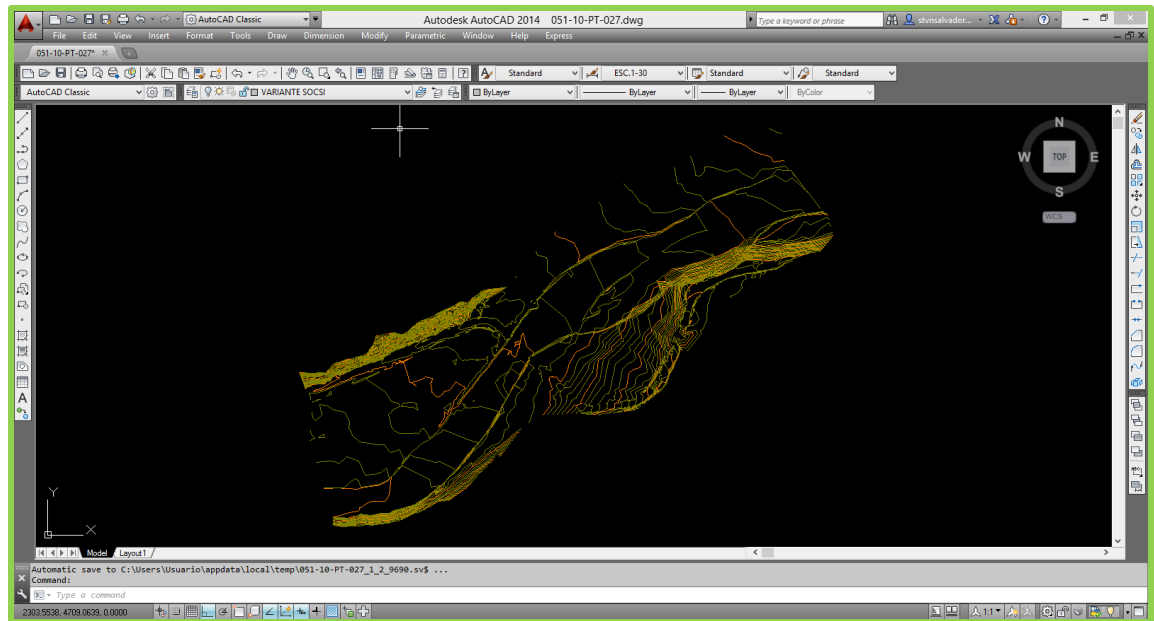 AutoCAD Classic Autodesk AutoCAD 2014 051-10-PT-027.dwg Type a keyword or phrase stvnsalvador...
File Edit View Insert Format Tools Draw Dimension Modify Parametric Window Help Express
051-10-PT-027*
Standard ESC.1-30 Standard Standard
AutoCAD Classic VARIANTE SOCSI ByLayer ByLayer ByLayer ByColor
N
W TOP E
S
WCS
Y
X
Model Layout1
Automatic save to C:\Users\Usuario\appdata\local\temp\051-10-PT-027_1_2_9690.sv$ ...
Command:
Type a command
2303.5538, 4709.0639, 0.0000 1:1